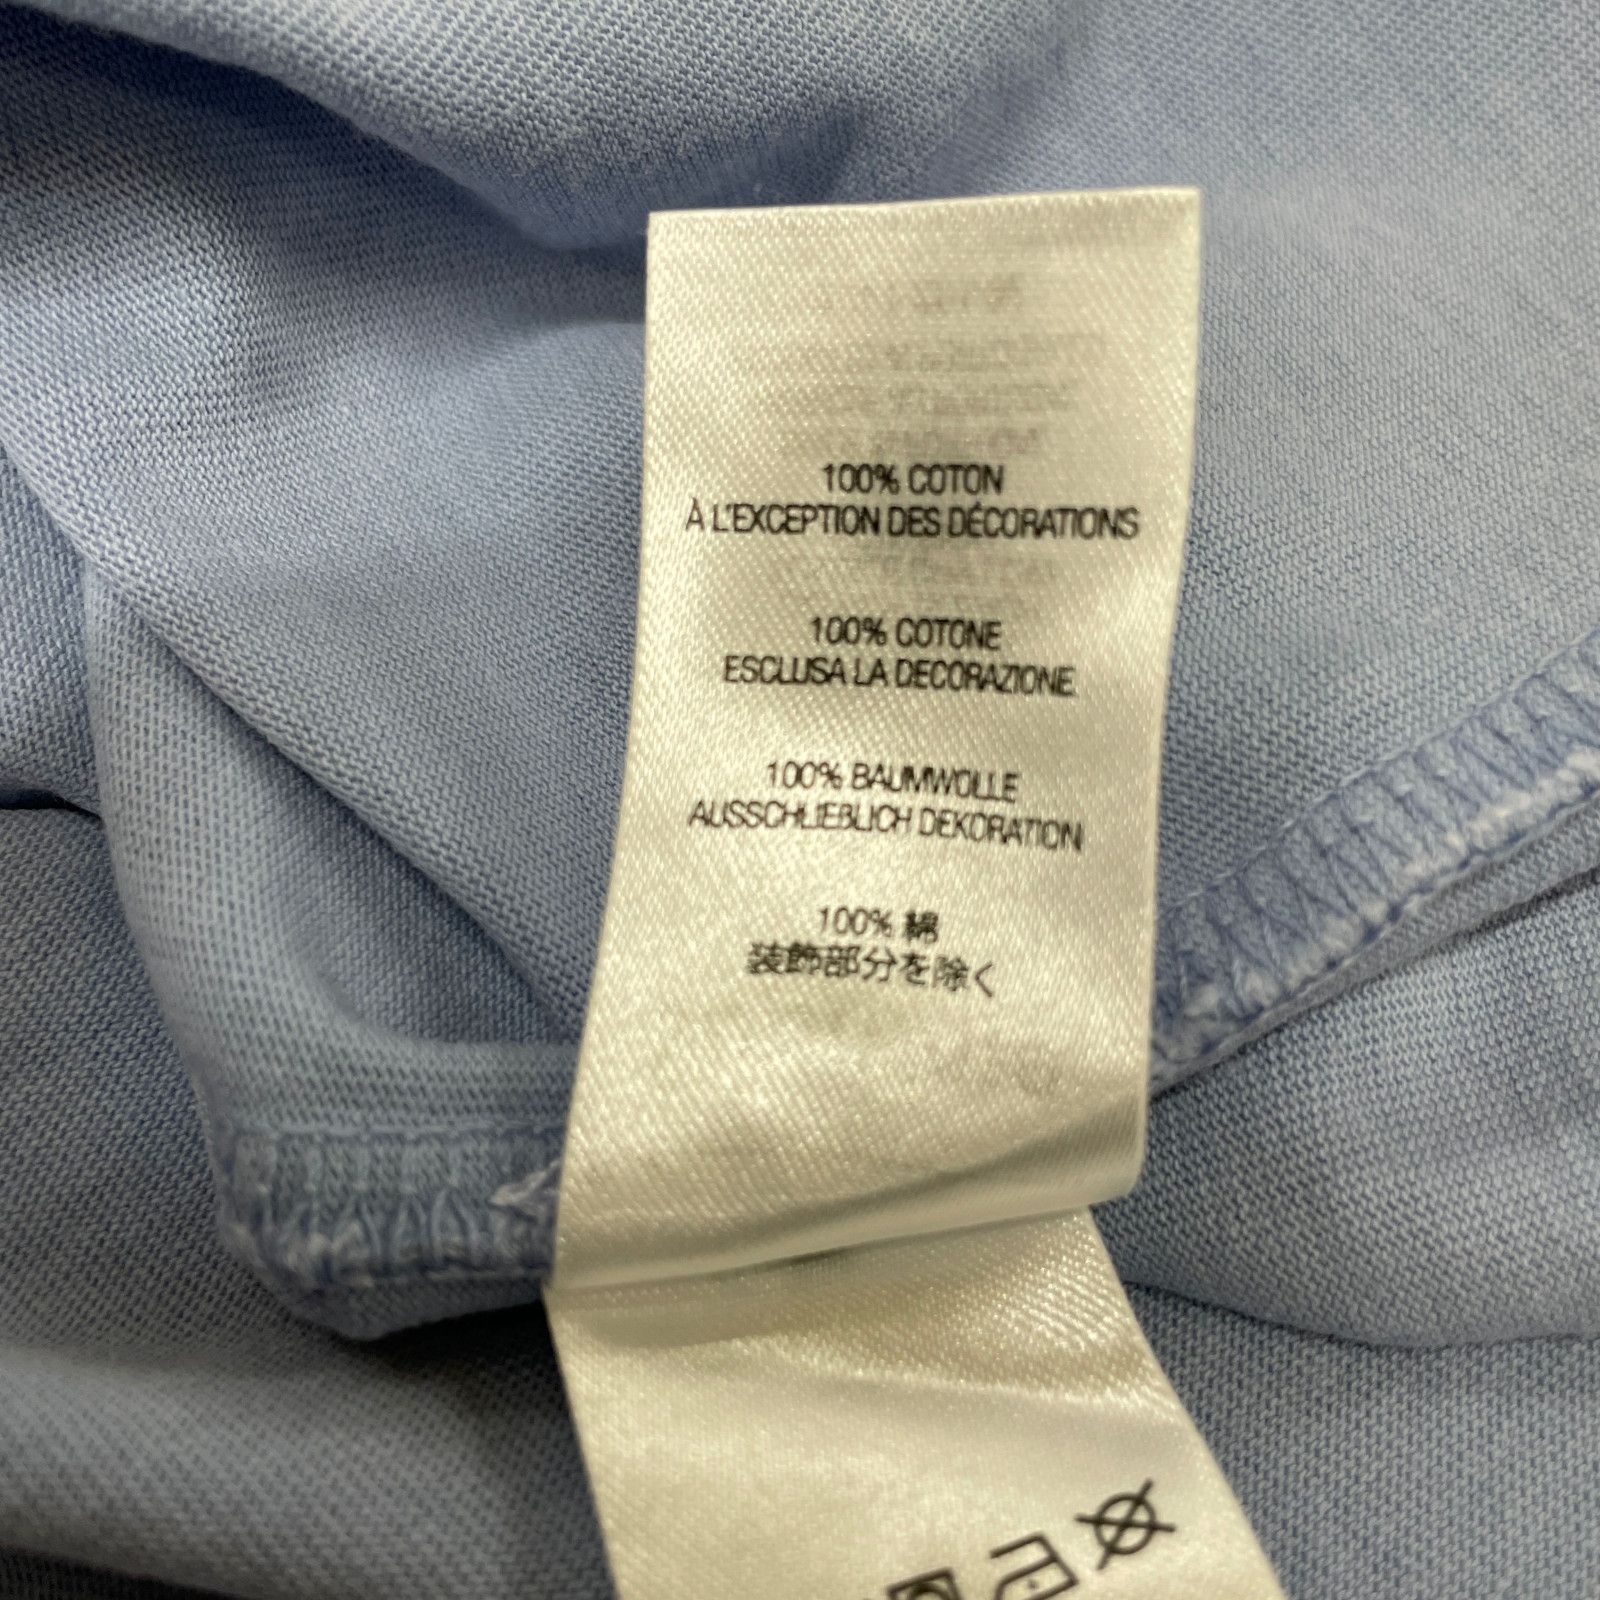 100% COTON
À L'EXCEPTION DES DÉCORATIONS
100% COTONE
ESCLUSA LA DECORAZIONE
100% BAUMWOLLE
AUSSCHLIEBLICH DEKORATION
100% 綿
装飾部分を除く